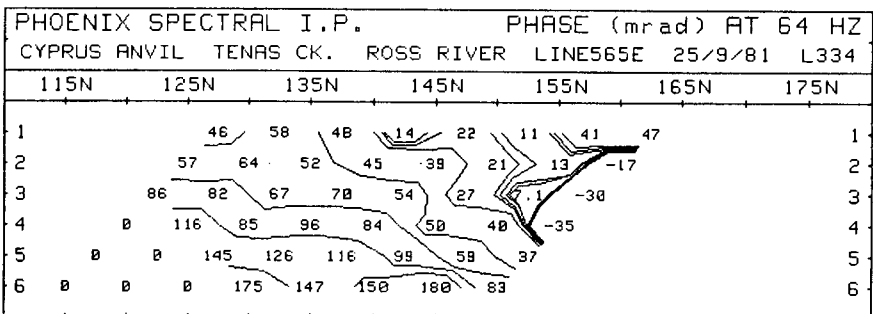 PHOENIX SPECTRAL I.P. PHASE (mrad) AT 64 HZ
CYPRUS ANVIL TENAS CK. ROSS RIVER LINE565E 25/9/81 L334
115N 125N 135N 145N 155N 165N 175N
1 46 58 48 14 22 11 41 47 1
2 57 64 52 45 39 21 13 -17 2
3 86 82 67 70 54 27 .1 -30 3
4 0 116 85 96 84 50 40 -35 4
5 0 0 145 126 116 99 59 37 5
6 0 0 0 175 147 150 180 83 6